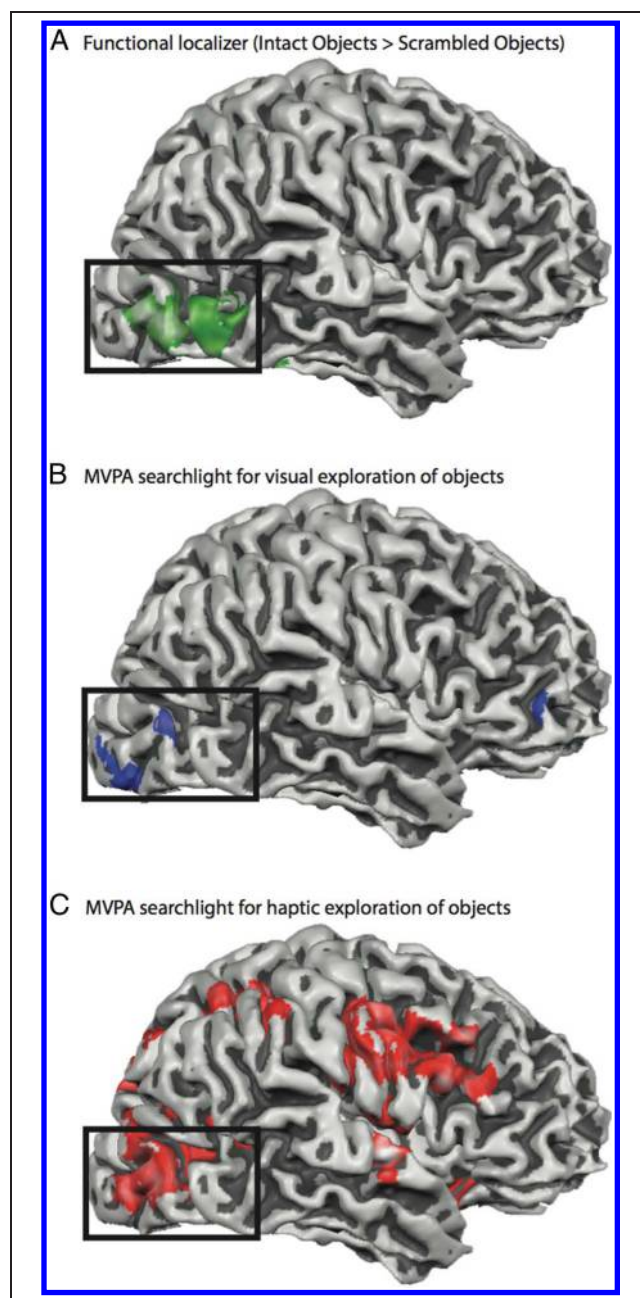 A Functional localizer (Intact Objects > Scrambled Objects)
B MVPA searchlight for visual exploration of objects
C MVPA searchlight for haptic exploration of objects